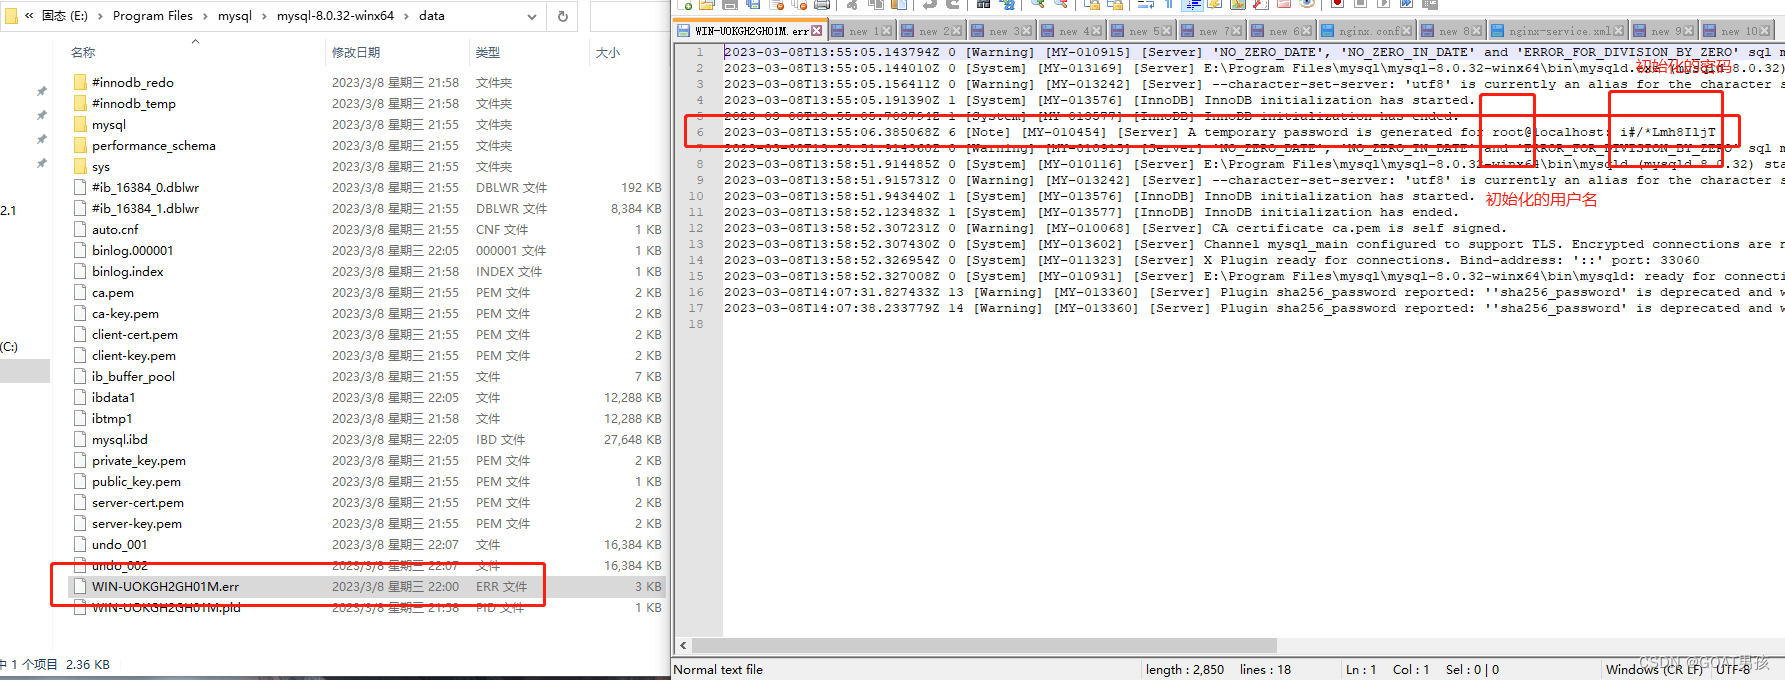 « 固态 (E:) › Program Files › mysql › mysql-8.0.32-winx64 › data
名称 修改日期 类型 大小
#innodb_redo 2023/3/8 星期三 21:58 文件夹
#innodb_temp 2023/3/8 星期三 21:58 文件夹
mysql 2023/3/8 星期三 21:55 文件夹
performance_schema 2023/3/8 星期三 21:55 文件夹
sys 2023/3/8 星期三 21:55 文件夹
#ib_16384_0.dblwr 2023/3/8 星期三 21:58 DBLWR 文件 192 KB
#ib_16384_1.dblwr 2023/3/8 星期三 21:55 DBLWR 文件 8,384 KB
auto.cnf 2023/3/8 星期三 21:55 CNF 文件 1 KB
binlog.000001 2023/3/8 星期三 22:05 000001 文件 1 KB
binlog.index 2023/3/8 星期三 21:58 INDEX 文件 1 KB
ca.pem 2023/3/8 星期三 21:55 PEM 文件 2 KB
ca-key.pem 2023/3/8 星期三 21:55 PEM 文件 2 KB
client-cert.pem 2023/3/8 星期三 21:55 PEM 文件 2 KB
client-key.pem 2023/3/8 星期三 21:55 PEM 文件 2 KB
ib_buffer_pool 2023/3/8 星期三 21:55 文件 7 KB
ibdata1 2023/3/8 星期三 22:05 文件 12,288 KB
ibtmp1 2023/3/8 星期三 21:58 文件 12,288 KB
mysql.ibd 2023/3/8 星期三 22:05 IBD 文件 27,648 KB
private_key.pem 2023/3/8 星期三 21:55 PEM 文件 2 KB
public_key.pem 2023/3/8 星期三 21:55 PEM 文件 1 KB
server-cert.pem 2023/3/8 星期三 21:55 PEM 文件 2 KB
server-key.pem 2023/3/8 星期三 21:55 PEM 文件 2 KB
undo_001 2023/3/8 星期三 22:07 文件 16,384 KB
undo_002 2023/3/8 星期三 22:07 文件 16,384 KB
WIN-UOKGH2GH01M.err 2023/3/8 星期三 22:00 ERR 文件 3 KB
WIN-UOKGH2GH01M.pid 2023/3/8 星期三 21:58 PID 文件 1 KB
2.1
(C:)
中 1 个项目 2.36 KB
WIN-UOKGH2GH01M.err new 1 new 2 new 3 new 4 new 5 new 7 new 6 nginx.conf new 8 nginx-service.xml new 9 new 10
1 2023-03-08T13:55:05.143794Z 0 [Warning] [MY-010915] [Server] 'NO_ZERO_DATE', 'NO_ZERO_IN_DATE' and 'ERROR_FOR_DIVISION_BY_ZERO' sql m
初始化的密码
2 2023-03-08T13:55:05.144010Z 0 [System] [MY-013169] [Server] E:\Program Files\mysql\mysql-8.0.32-winx64\bin\mysqld.exe (mysqld 8.0.32)
3 2023-03-08T13:55:05.156411Z 0 [Warning] [MY-013242] [Server] --character-set-server: 'utf8' is currently an alias for the character s
4 2023-03-08T13:55:05.191390Z 1 [System] [MY-013576] [InnoDB] InnoDB initialization has started.
5 2023-03-08T13:55:05.703794Z 1 [System] [MY-013577] [InnoDB] InnoDB initialization has ended.
6 2023-03-08T13:55:06.385068Z 6 [Note] [MY-010454] [Server] A temporary password is generated for root@localhost: i#/*Lmh8IljT
7 2023-03-08T13:58:51.914360Z 0 [Warning] [MY-010915] [Server] 'NO_ZERO_DATE', 'NO_ZERO_IN_DATE' and 'ERROR_FOR_DIVISION_BY_ZERO' sql m
8 2023-03-08T13:58:51.914485Z 0 [System] [MY-010116] [Server] E:\Program Files\mysql\mysql-8.0.32-winx64\bin\mysqld (mysqld 8.0.32) sta
9 2023-03-08T13:58:51.915731Z 0 [Warning] [MY-013242] [Server] --character-set-server: 'utf8' is currently an alias for the character s
10 2023-03-08T13:58:51.943440Z 1 [System] [MY-013576] [InnoDB] InnoDB initialization has started.
初始化的用户名
11 2023-03-08T13:58:52.123483Z 1 [System] [MY-013577] [InnoDB] InnoDB initialization has ended.
12 2023-03-08T13:58:52.307231Z 0 [Warning] [MY-010068] [Server] CA certificate ca.pem is self signed.
13 2023-03-08T13:58:52.307430Z 0 [System] [MY-013602] [Server] Channel mysql_main configured to support TLS. Encrypted connections are n
14 2023-03-08T13:58:52.326954Z 0 [System] [MY-011323] [Server] X Plugin ready for connections. Bind-address: '::' port: 33060
15 2023-03-08T13:58:52.327008Z 0 [System] [MY-010931] [Server] E:\Program Files\mysql\mysql-8.0.32-winx64\bin\mysqld: ready for connecti
16 2023-03-08T14:07:31.827433Z 13 [Warning] [MY-013360] [Server] Plugin sha256_password reported: ''sha256_password' is deprecated and w
17 2023-03-08T14:07:38.233779Z 14 [Warning] [MY-013360] [Server] Plugin sha256_password reported: ''sha256_password' is deprecated and w
18
Normal text file length : 2,850 lines : 18 Ln : 1 Col : 1 Sel : 0 | 0 Windows (CR LF) UTF-8
CSDN @GOAT男孩